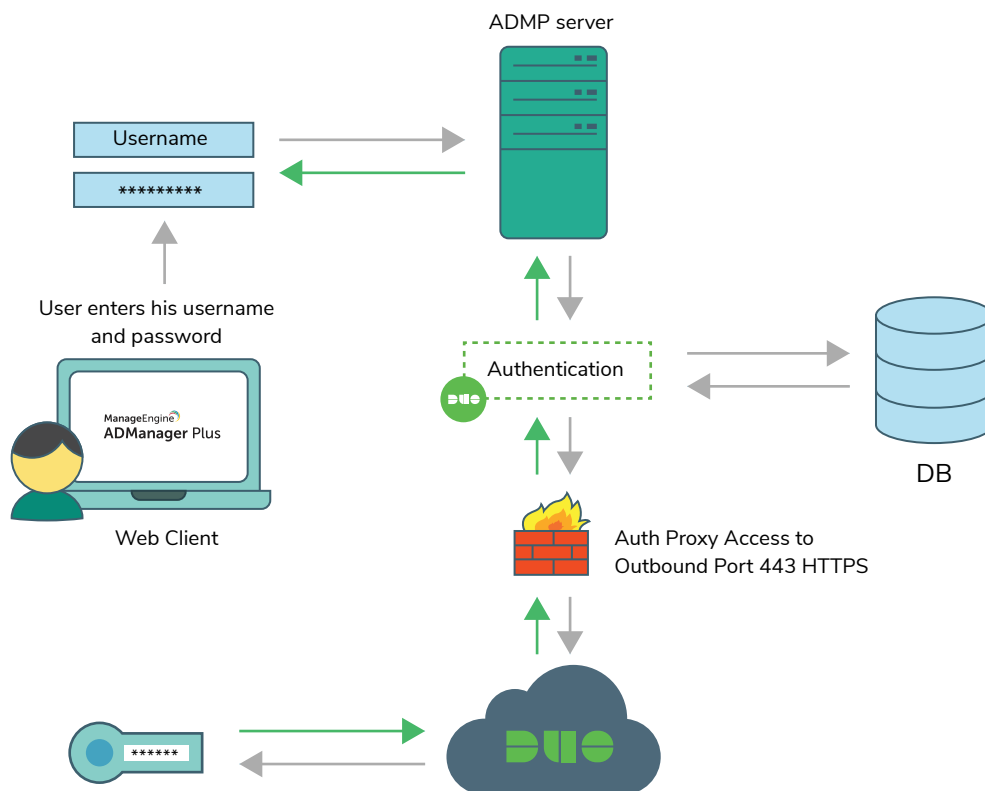 ADMP server
Username
*********
User enters his username
and password
Authentication
DUO
ManageEngine
ADManager Plus
DB
Web Client
Auth Proxy Access to
Outbound Port 443 HTTPS
******
DUO